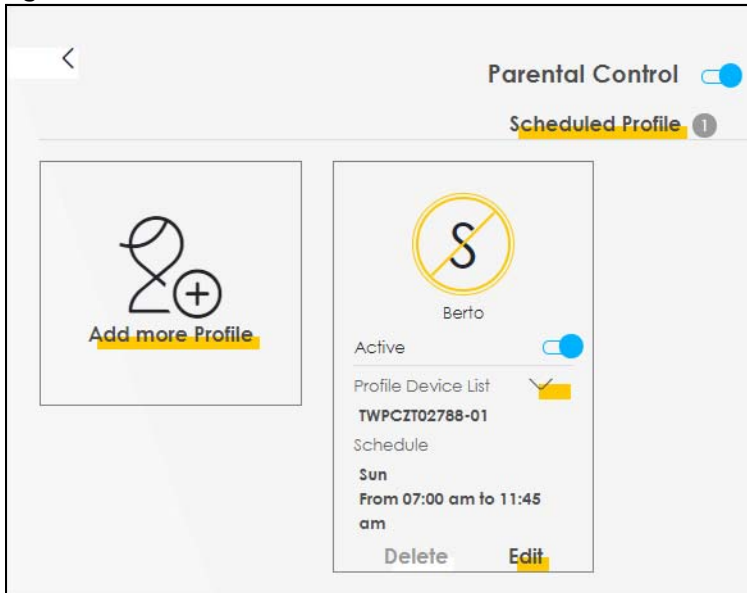 Parental Control
Scheduled Profile 1
Add more Profile
S
Berto
Active
Profile Device List
TWPCZT02788-01
Schedule
Sun
From 07:00 am to 11:45
am
Delete Edit